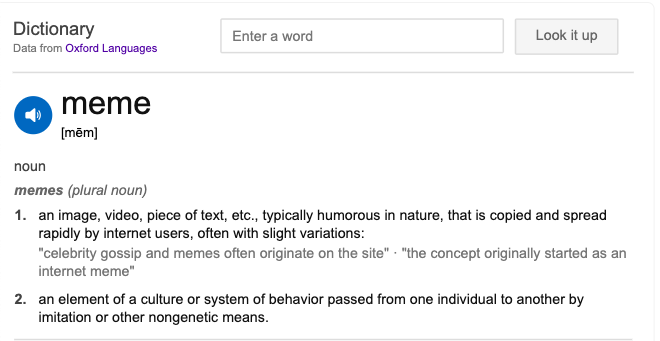 Dictionary
Data from Oxford Languages
Enter a word
Look it up
meme
[mēm]
noun
memes (plural noun)
1. an image, video, piece of text, etc., typically humorous in nature, that is copied and spread
rapidly by internet users, often with slight variations:
"celebrity gossip and memes often originate on the site" · "the concept originally started as an
internet meme"
2. an element of a culture or system of behavior passed from one individual to another by
imitation or other nongenetic means.